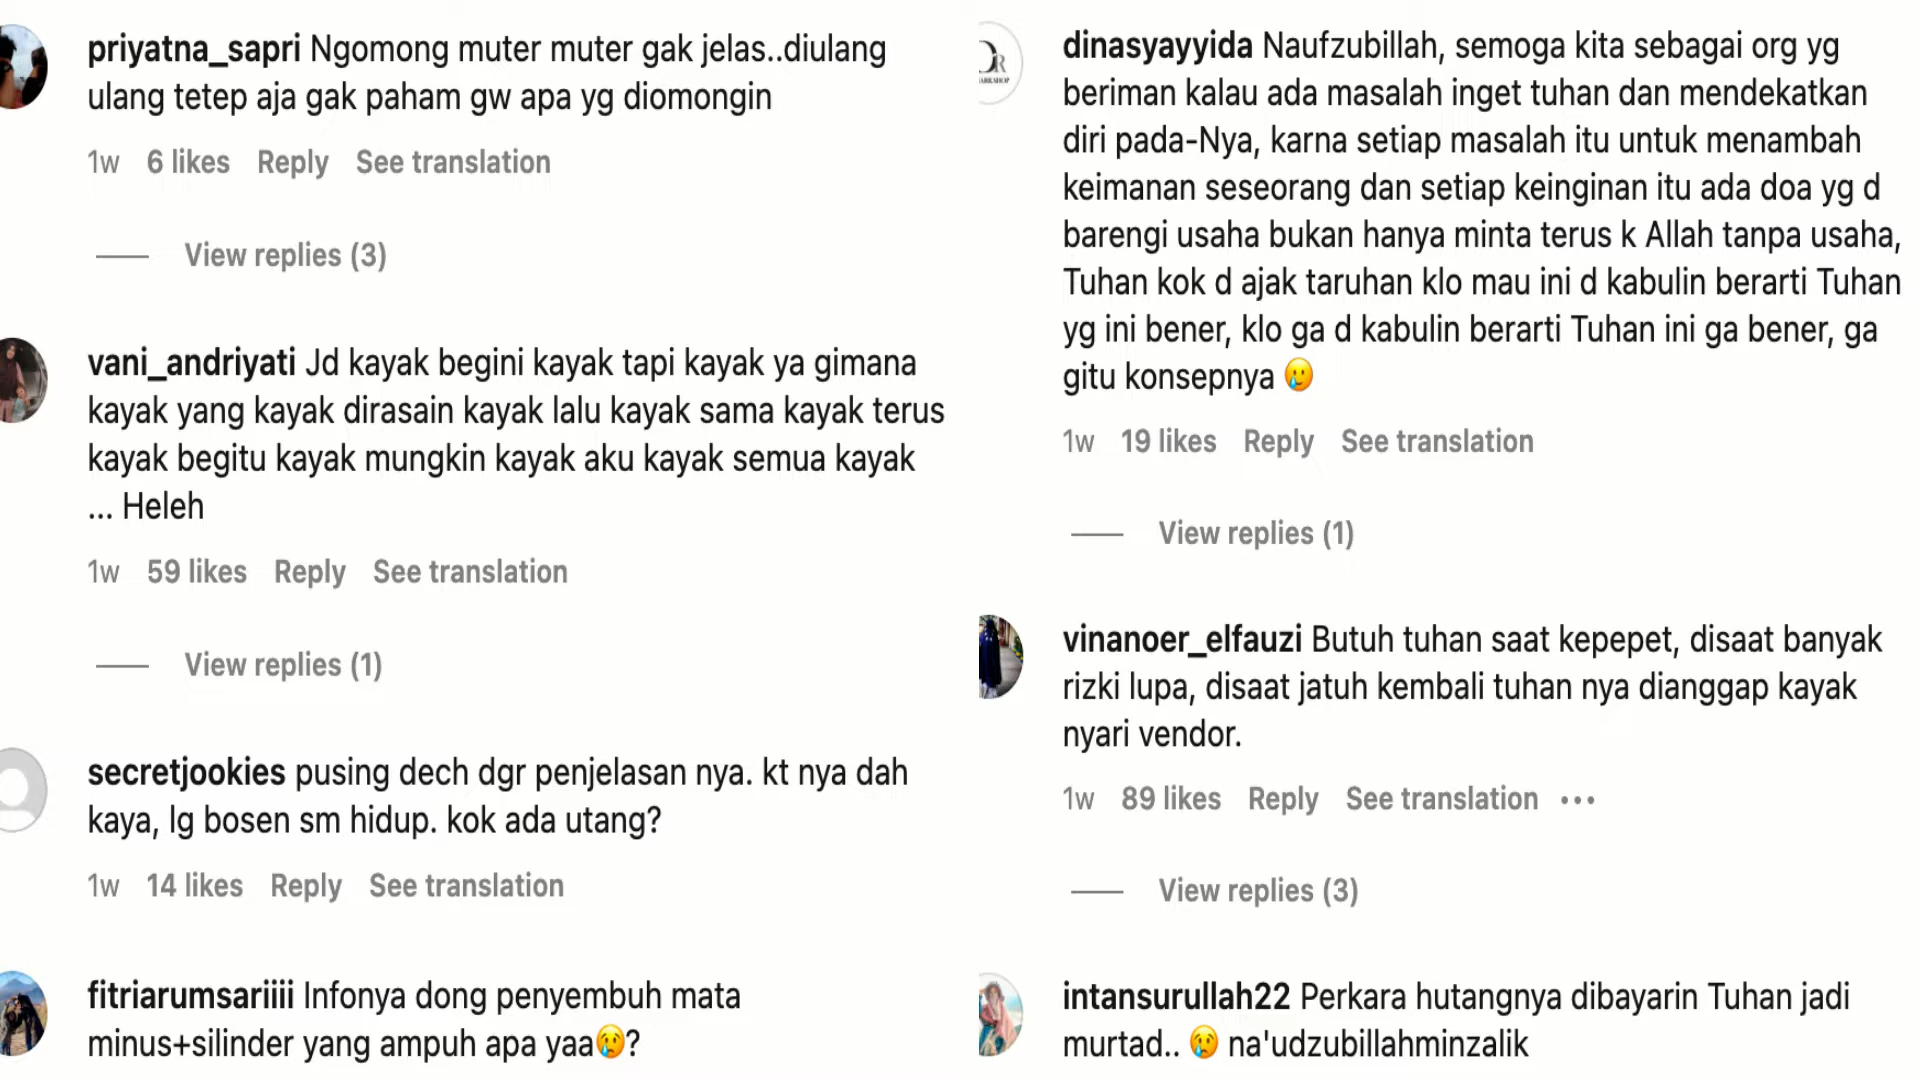 priyatna_sapri Ngomong muter muter gak jelas..diulang
ulang tetep aja gak paham gw apa yg diomongin
1w 6 likes Reply See translation
View replies (3)
vani_andriyati Jd kayak begini kayak tapi kayak ya gimana
kayak yang kayak dirasain kayak lalu kayak sama kayak terus
kayak begitu kayak mungkin kayak aku kayak semua kayak
... Heleh
1w 59 likes Reply See translation
View replies (1)
secretjookies pusing dech dgr penjelasan nya. kt nya dah
kaya, lg bosen sm hidup. kok ada utang?
1w 14 likes Reply See translation
fitriarumsariiii Infonya dong penyembuh mata
minus+silinder yang ampuh apa yaa😢?
dinasyayyida Naufzubillah, semoga kita sebagai org yg
beriman kalau ada masalah inget tuhan dan mendekatkan
diri pada-Nya, karna setiap masalah itu untuk menambah
keimanan seseorang dan setiap keinginan itu ada doa yg d
barengi usaha bukan hanya minta terus k Allah tanpa usaha,
Tuhan kok d ajak taruhan klo mau ini d kabulin berarti Tuhan
yg ini bener, klo ga d kabulin berarti Tuhan ini ga bener, ga
gitu konsepnya 🥲
1w 19 likes Reply See translation
View replies (1)
vinanoer_elfauzi Butuh tuhan saat kepepet, disaat banyak
rizki lupa, disaat jatuh kembali tuhan nya dianggap kayak
nyari vendor.
1w 89 likes Reply See translation •••
View replies (3)
intansurullah22 Perkara hutangnya dibayarin Tuhan jadi
murtad.. 😢 na'udzubillahminzalik